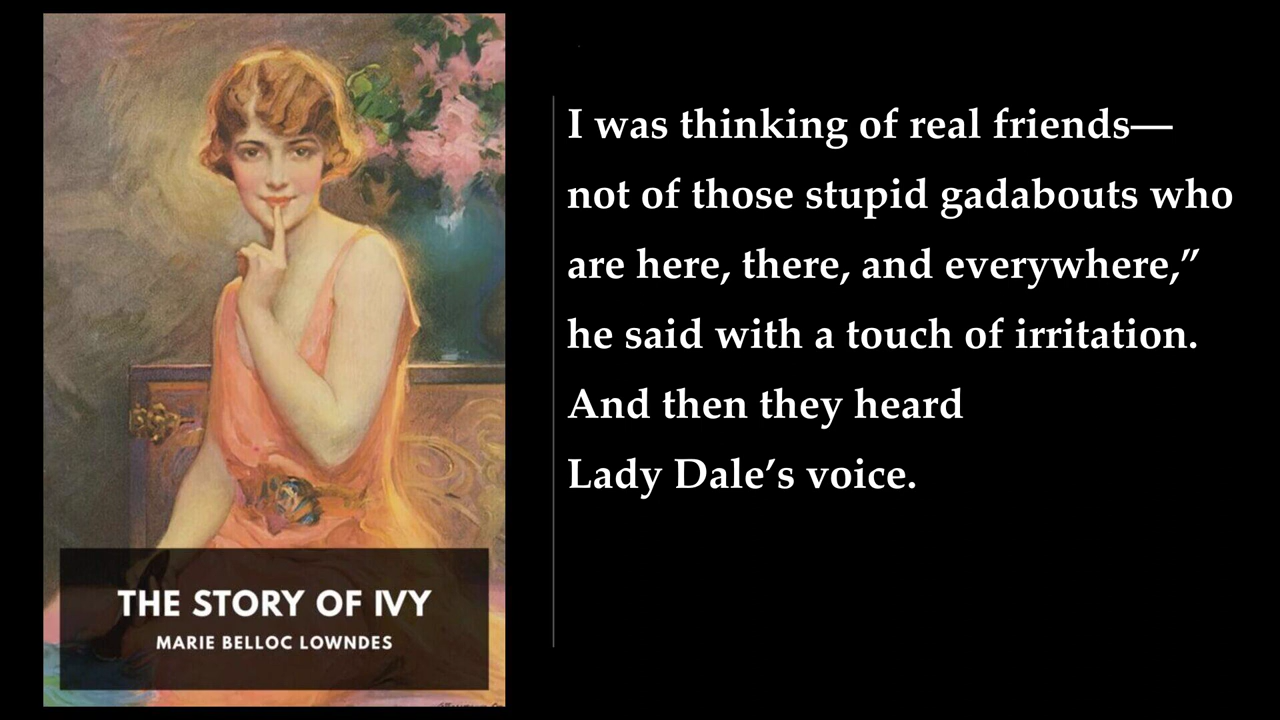 THE STORY OF IVY
MARIE BELLOC LOWNDES
I was thinking of real friends—
not of those stupid gadabouts who
are here, there, and everywhere,”
he said with a touch of irritation.
And then they heard
Lady Dale’s voice.